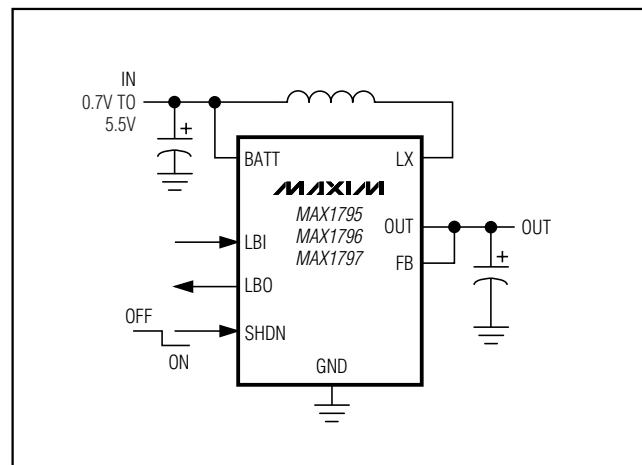 IN
0.7V TO
5.5V
+
BATT
LX
MAXIM
MAX1795
MAX1796
MAX1797
OUT
OUT
FB
+
LBI
LBO
OFF
ON
SHDN
GND